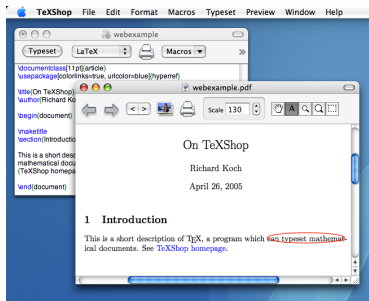 TeXShop File Edit Format Macros Typeset Preview Window Help
webexample
Typeset LaTeX Macros »
\documentclass[11pt]{article}
\usepackage[colorlinks=true, urlcolor=blue]{hyperref}
\title{On TeXShop}
\author{Richard Ko
\begin{document}
\maketitle
\section{Introductio
This is a short desc
mathematical docu
{TeXShop homepa
\end{document}
webexample.pdf
< > Scale 130 A
On TeXShop
Richard Koch
April 26, 2005
1 Introduction
This is a short description of TeX, a program which can typeset mathemat-
ical documents. See TeXShop homepage.